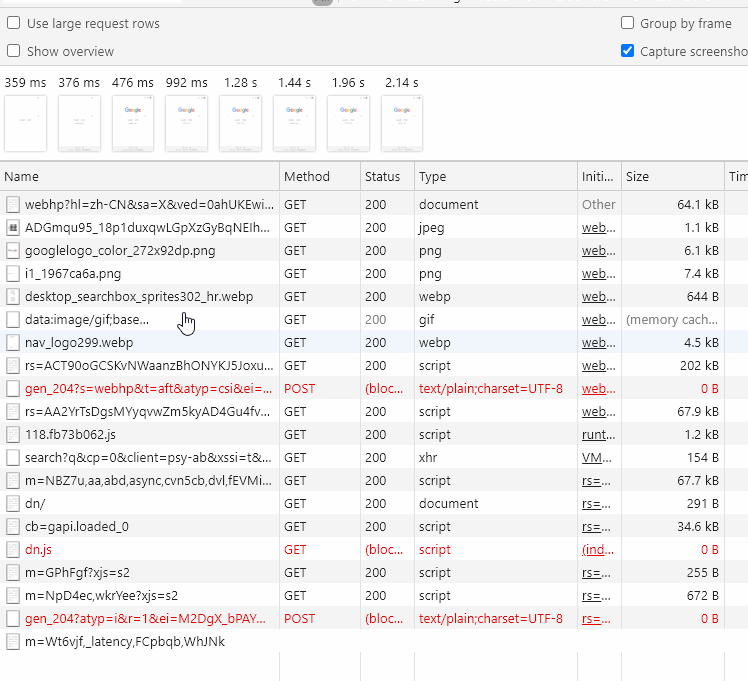 Use large request rows Group by frame
Show overview Capture screensho
359 ms 376 ms 476 ms 992 ms 1.28 s 1.44 s 1.96 s 2.14 s
Google Google Google Google Google Google
Name Method Status Type Initi... Size Tim
webhp?hl=zh-CN&sa=X&ved=0ahUKEwi... GET 200 document Other 64.1 kB
ADGmqu95_18p1duxqwLGpXzGyBqNEIh... GET 200 jpeg web... 1.1 kB
googlelogo_color_272x92dp.png GET 200 png web... 6.1 kB
i1_1967ca6a.png GET 200 png web... 7.4 kB
desktop_searchbox_sprites302_hr.webp GET 200 webp web... 644 B
data:image/gif;base... GET 200 gif web... (memory cach...
nav_logo299.webp GET 200 webp web... 4.5 kB
rs=ACT90oGCSKvNWaanzBhONYKJ5Joxu... GET 200 script web... 202 kB
gen_204?s=webhp&t=aft&atyp=csi&ei=... POST (bloc... text/plain;charset=UTF-8 web... 0 B
rs=AA2YrTsDgsMYyqvwZm5kyAD4Gu4fv... GET 200 script web... 67.9 kB
118.fb73b062.js GET 200 script runt... 1.2 kB
search?q&cp=0&client=psy-ab&xssi=t&... GET 200 xhr VM... 154 B
m=NBZ7u,aa,abd,async,cvn5cb,dvl,fEVMi... GET 200 script rs=... 67.7 kB
dn/ GET 200 document rs=... 291 B
cb=gapi.loaded_0 GET 200 script rs=... 34.6 kB
dn.js GET (bloc... script (ind... 0 B
m=GPhFgf?xjs=s2 GET 200 script rs=... 255 B
m=NpD4ec,wkrYee?xjs=s2 GET 200 script rs=... 672 B
gen_204?atyp=i&r=1&ei=M2DgX_bPAY... POST (bloc... text/plain;charset=UTF-8 rs=... 0 B
m=Wt6vjf,_latency,FCpbqb,WhJNk